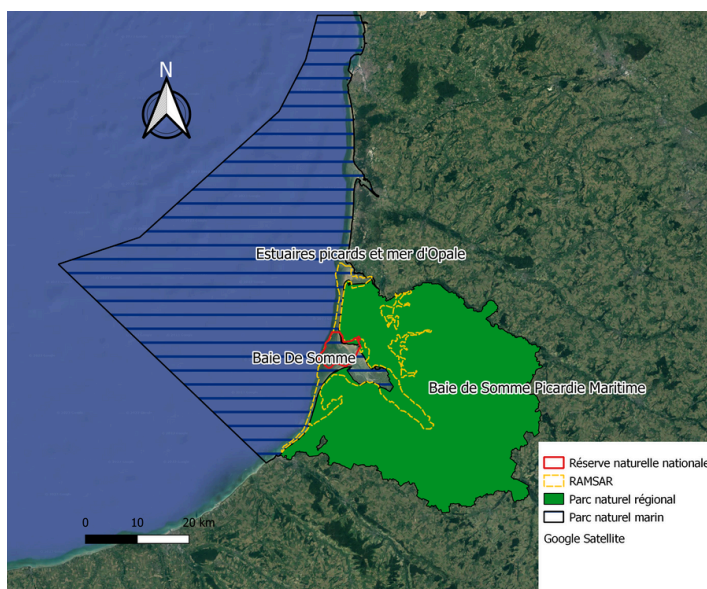 N
Estuaires picards et mer d'Opale
Baie De Somme
Baie de Somme Picardie Maritime
Réserve naturelle nationale
RAMSAR
Parc naturel régional
Parc naturel marin
Google Satellite
0 10 20 km